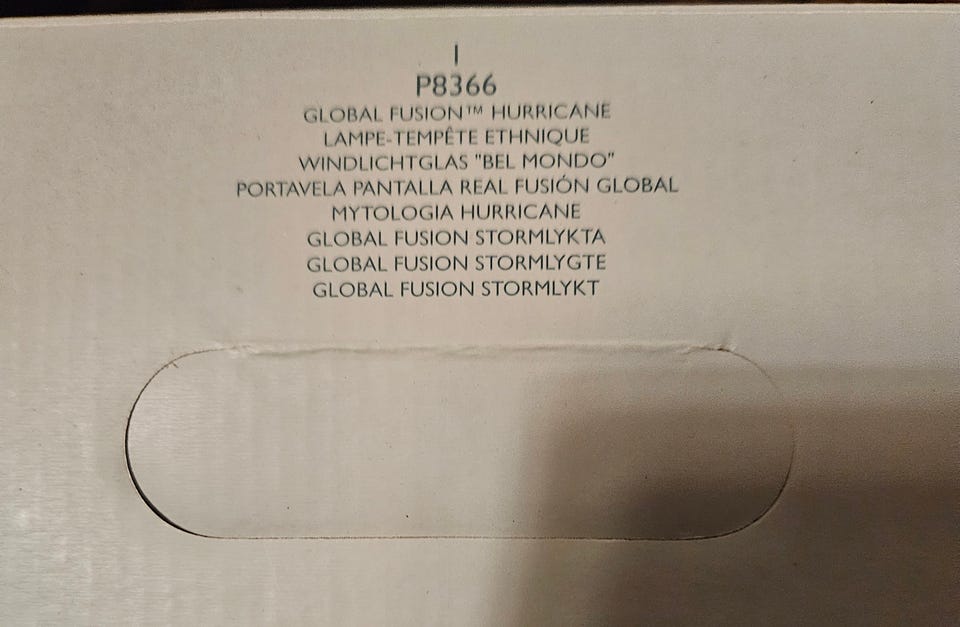 1
P8366
GLOBAL FUSION™ HURRICANE
LAMPE-TEMPÊTE ETHNIQUE
WINDLICHTGLAS "BEL MONDO"
PORTAVELA PANTALLA REAL FUSIÓN GLOBAL
MYTOLOGIA HURRICANE
GLOBAL FUSION STORMLYKTA
GLOBAL FUSION STORMLYGTE
GLOBAL FUSION STORMLYKT